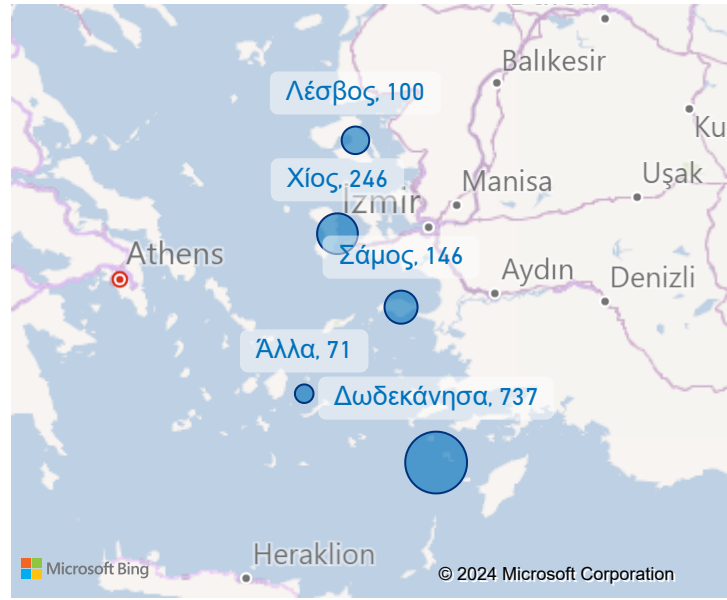 Balıkesir
Λέσβος, 100
Ku
Χίος, 246
Uşak
Manisa
izmir
Athens
Σάμος, 146
Aydın
Denizli
Άλλα, 71
Δωδεκάνησα, 737
Heraklion
Microsoft Bing
© 2024 Microsoft Corporation